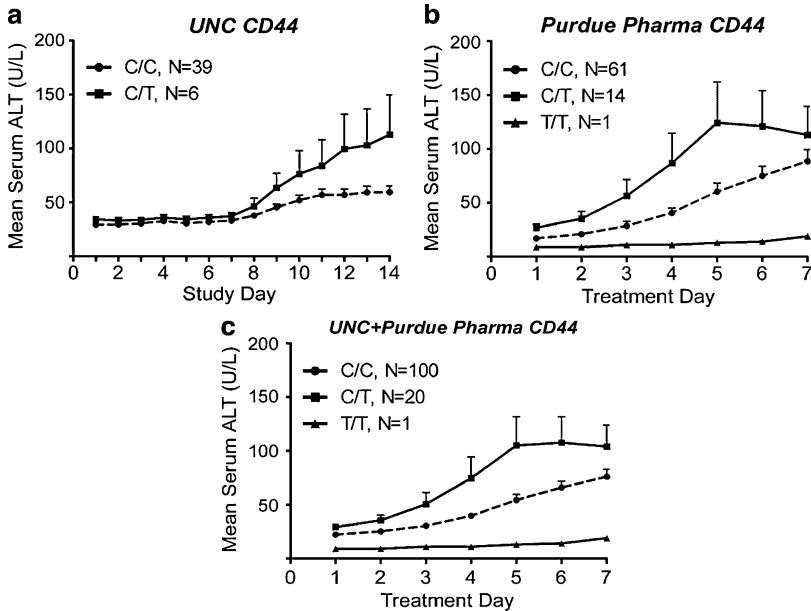 a
UNC CD44
Mean Serum ALT (U/L)
200
150
100
50
C/C, N=39
C/T, N=6
0 2 4 6 8 10 12 14
Study Day
b
Purdue Pharma CD44
Mean Serum ALT (U/L)
200
150
100
50
C/C, N=61
C/T, N=14
T/T, N=1
0 1 2 3 4 5 6 7
Treatment Day
c
UNC+Purdue Pharma CD44
Mean Serum ALT (U/L)
200
150
100
50
C/C, N=100
C/T, N=20
T/T, N=1
0 1 2 3 4 5 6 7
Treatment Day